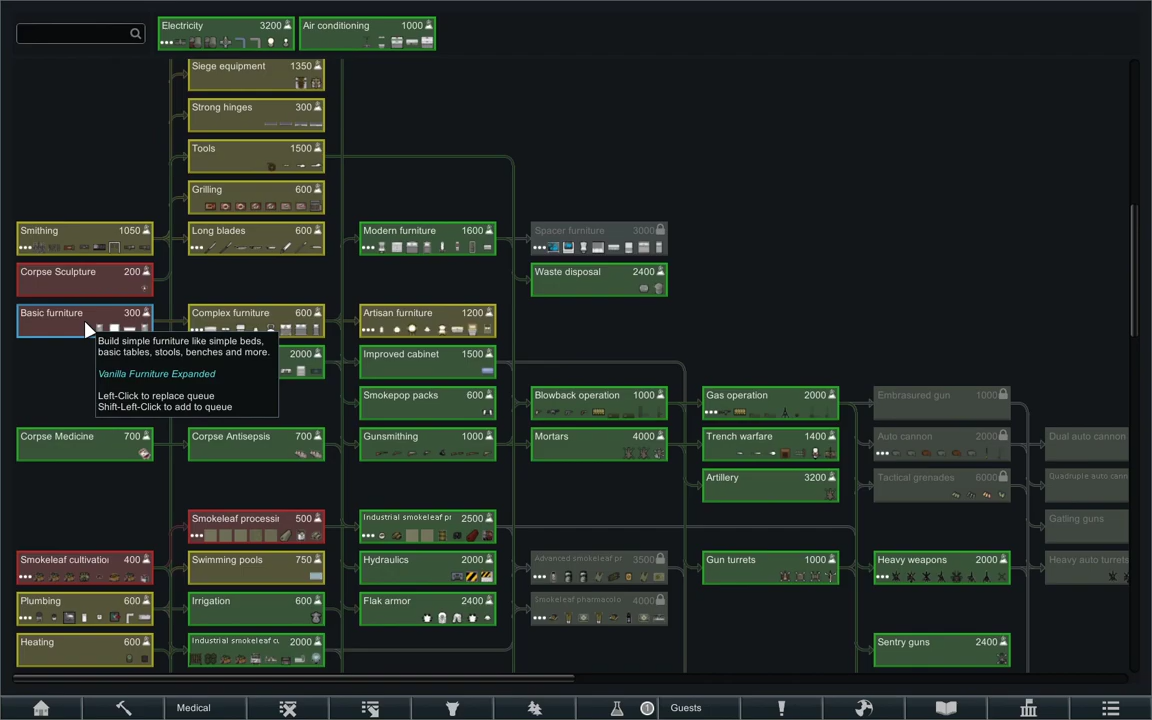 Electricity 3200
Air conditioning 1000
Siege equipment 1350
Strong hinges 300
Tools 1500
Grilling 600
Smithing 1050
Long blades 600
Modern furniture 1600
Spacer furniture 3000
Corpse Sculpture 200
Waste disposal 2400
Basic furniture 300
Complex furniture 600
Artisan furniture 1200
Build simple furniture like simple beds,
basic tables, stools, benches and more.
Vanilla Furniture Expanded
Left-Click to replace queue
Shift-Left-Click to add to queue
2000
Improved cabinet 1500
Smokepop packs 600
Blowback operation 1000
Gas operation 2000
Embrasured gun 1000
Corpse Medicine 700
Corpse Antisepsis 700
Gunsmithing 1000
Mortars 4000
Trench warfare 1400
Auto cannon 2000
Dual auto cannon
Artillery 3200
Tactical grenades 6000
Quadruple auto cann
Smokeleaf processin 500
Industrial smokeleaf pr 2500
Gatling guns
Smokeleaf cultivatio 400
Swimming pools 750
Hydraulics 2000
Advanced smokeleaf pr 3500
Gun turrets 1000
Heavy weapons 2000
Heavy auto turrets
Plumbing 600
Irrigation 600
Flak armor 2400
Smokeleaf pharmacolo 4000
Heating 600
Industrial smokeleaf cu 2000
Sentry guns 2400
Medical
1
Guests